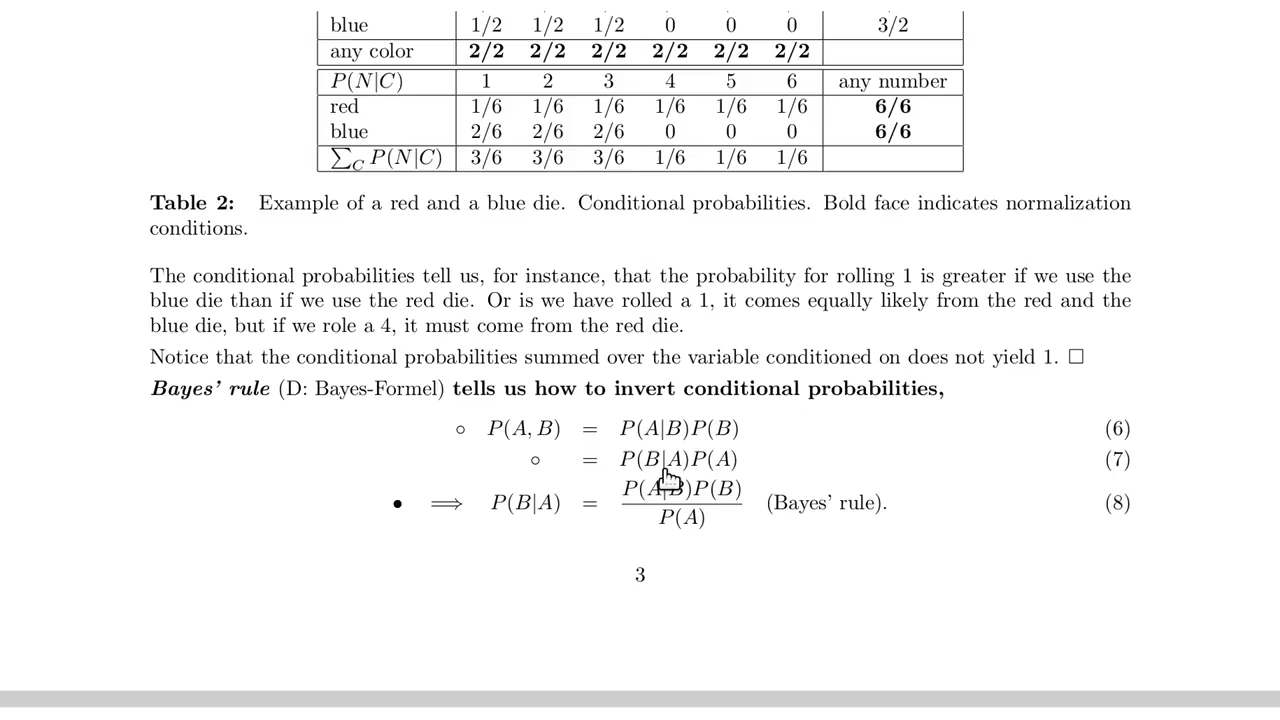 blue 1/2 1/2 1/2 0 0 0 3/2
any color 2/2 2/2 2/2 2/2 2/2 2/2
P(N|C) 1 2 3 4 5 6 any number
red 1/6 1/6 1/6 1/6 1/6 1/6 6/6
blue 2/6 2/6 2/6 0 0 0 6/6
∑_C P(N|C) 3/6 3/6 3/6 1/6 1/6 1/6
Table 2: Example of a red and a blue die. Conditional probabilities. Bold face indicates normalization
conditions.
The conditional probabilities tell us, for instance, that the probability for rolling 1 is greater if we use the
blue die than if we use the red die. Or is we have rolled a 1, it comes equally likely from the red and the
blue die, but if we role a 4, it must come from the red die.
Notice that the conditional probabilities summed over the variable conditioned on does not yield 1. □
Bayes' rule (D: Bayes-Formel) tells us how to invert conditional probabilities,
◦ P(A, B) = P(A|B)P(B) (6)
◦ = P(B|A)P(A) (7)
• ⟹ P(B|A) = P(A|B)P(B) / P(A) (Bayes' rule). (8)
3